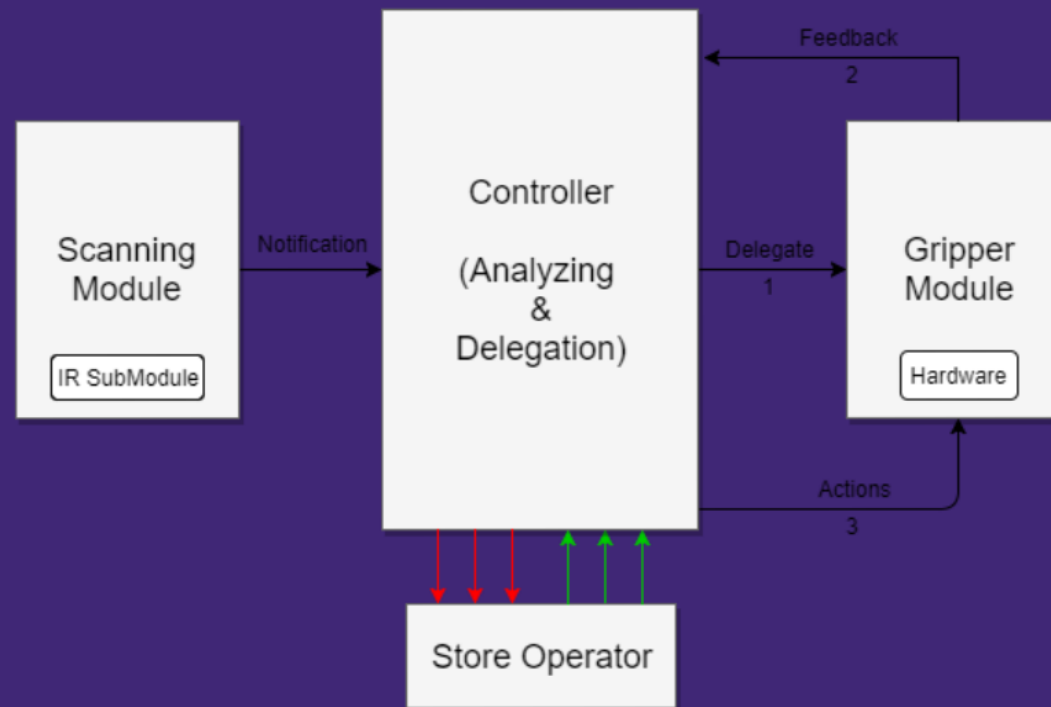 Scanning
Module
IR SubModule
Notification
Controller
(Analyzing
&
Delegation)
Feedback
2
Delegate
1
Actions
3
Gripper
Module
Hardware
Store Operator